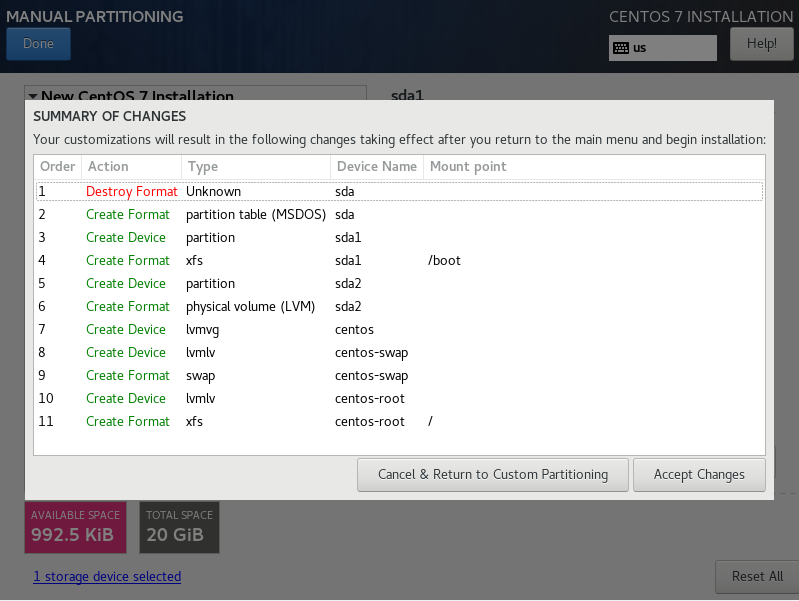 MANUAL PARTITIONING
CENTOS 7 INSTALLATION
Done
us
Help!
New CentOS 7 Installation
sda1
SUMMARY OF CHANGES
Your customizations will result in the following changes taking effect after you return to the main menu and begin installation:
Order Action Type Device Name Mount point
1 Destroy Format Unknown sda
2 Create Format partition table (MSDOS) sda
3 Create Device partition sda1
4 Create Format xfs sda1 /boot
5 Create Device partition sda2
6 Create Format physical volume (LVM) sda2
7 Create Device lvmvg centos
8 Create Device lvmlv centos-swap
9 Create Format swap centos-swap
10 Create Device lvmlv centos-root
11 Create Format xfs centos-root /
Cancel & Return to Custom Partitioning
Accept Changes
AVAILABLE SPACE
992.5 KiB
TOTAL SPACE
20 GiB
1 storage device selected
Reset All